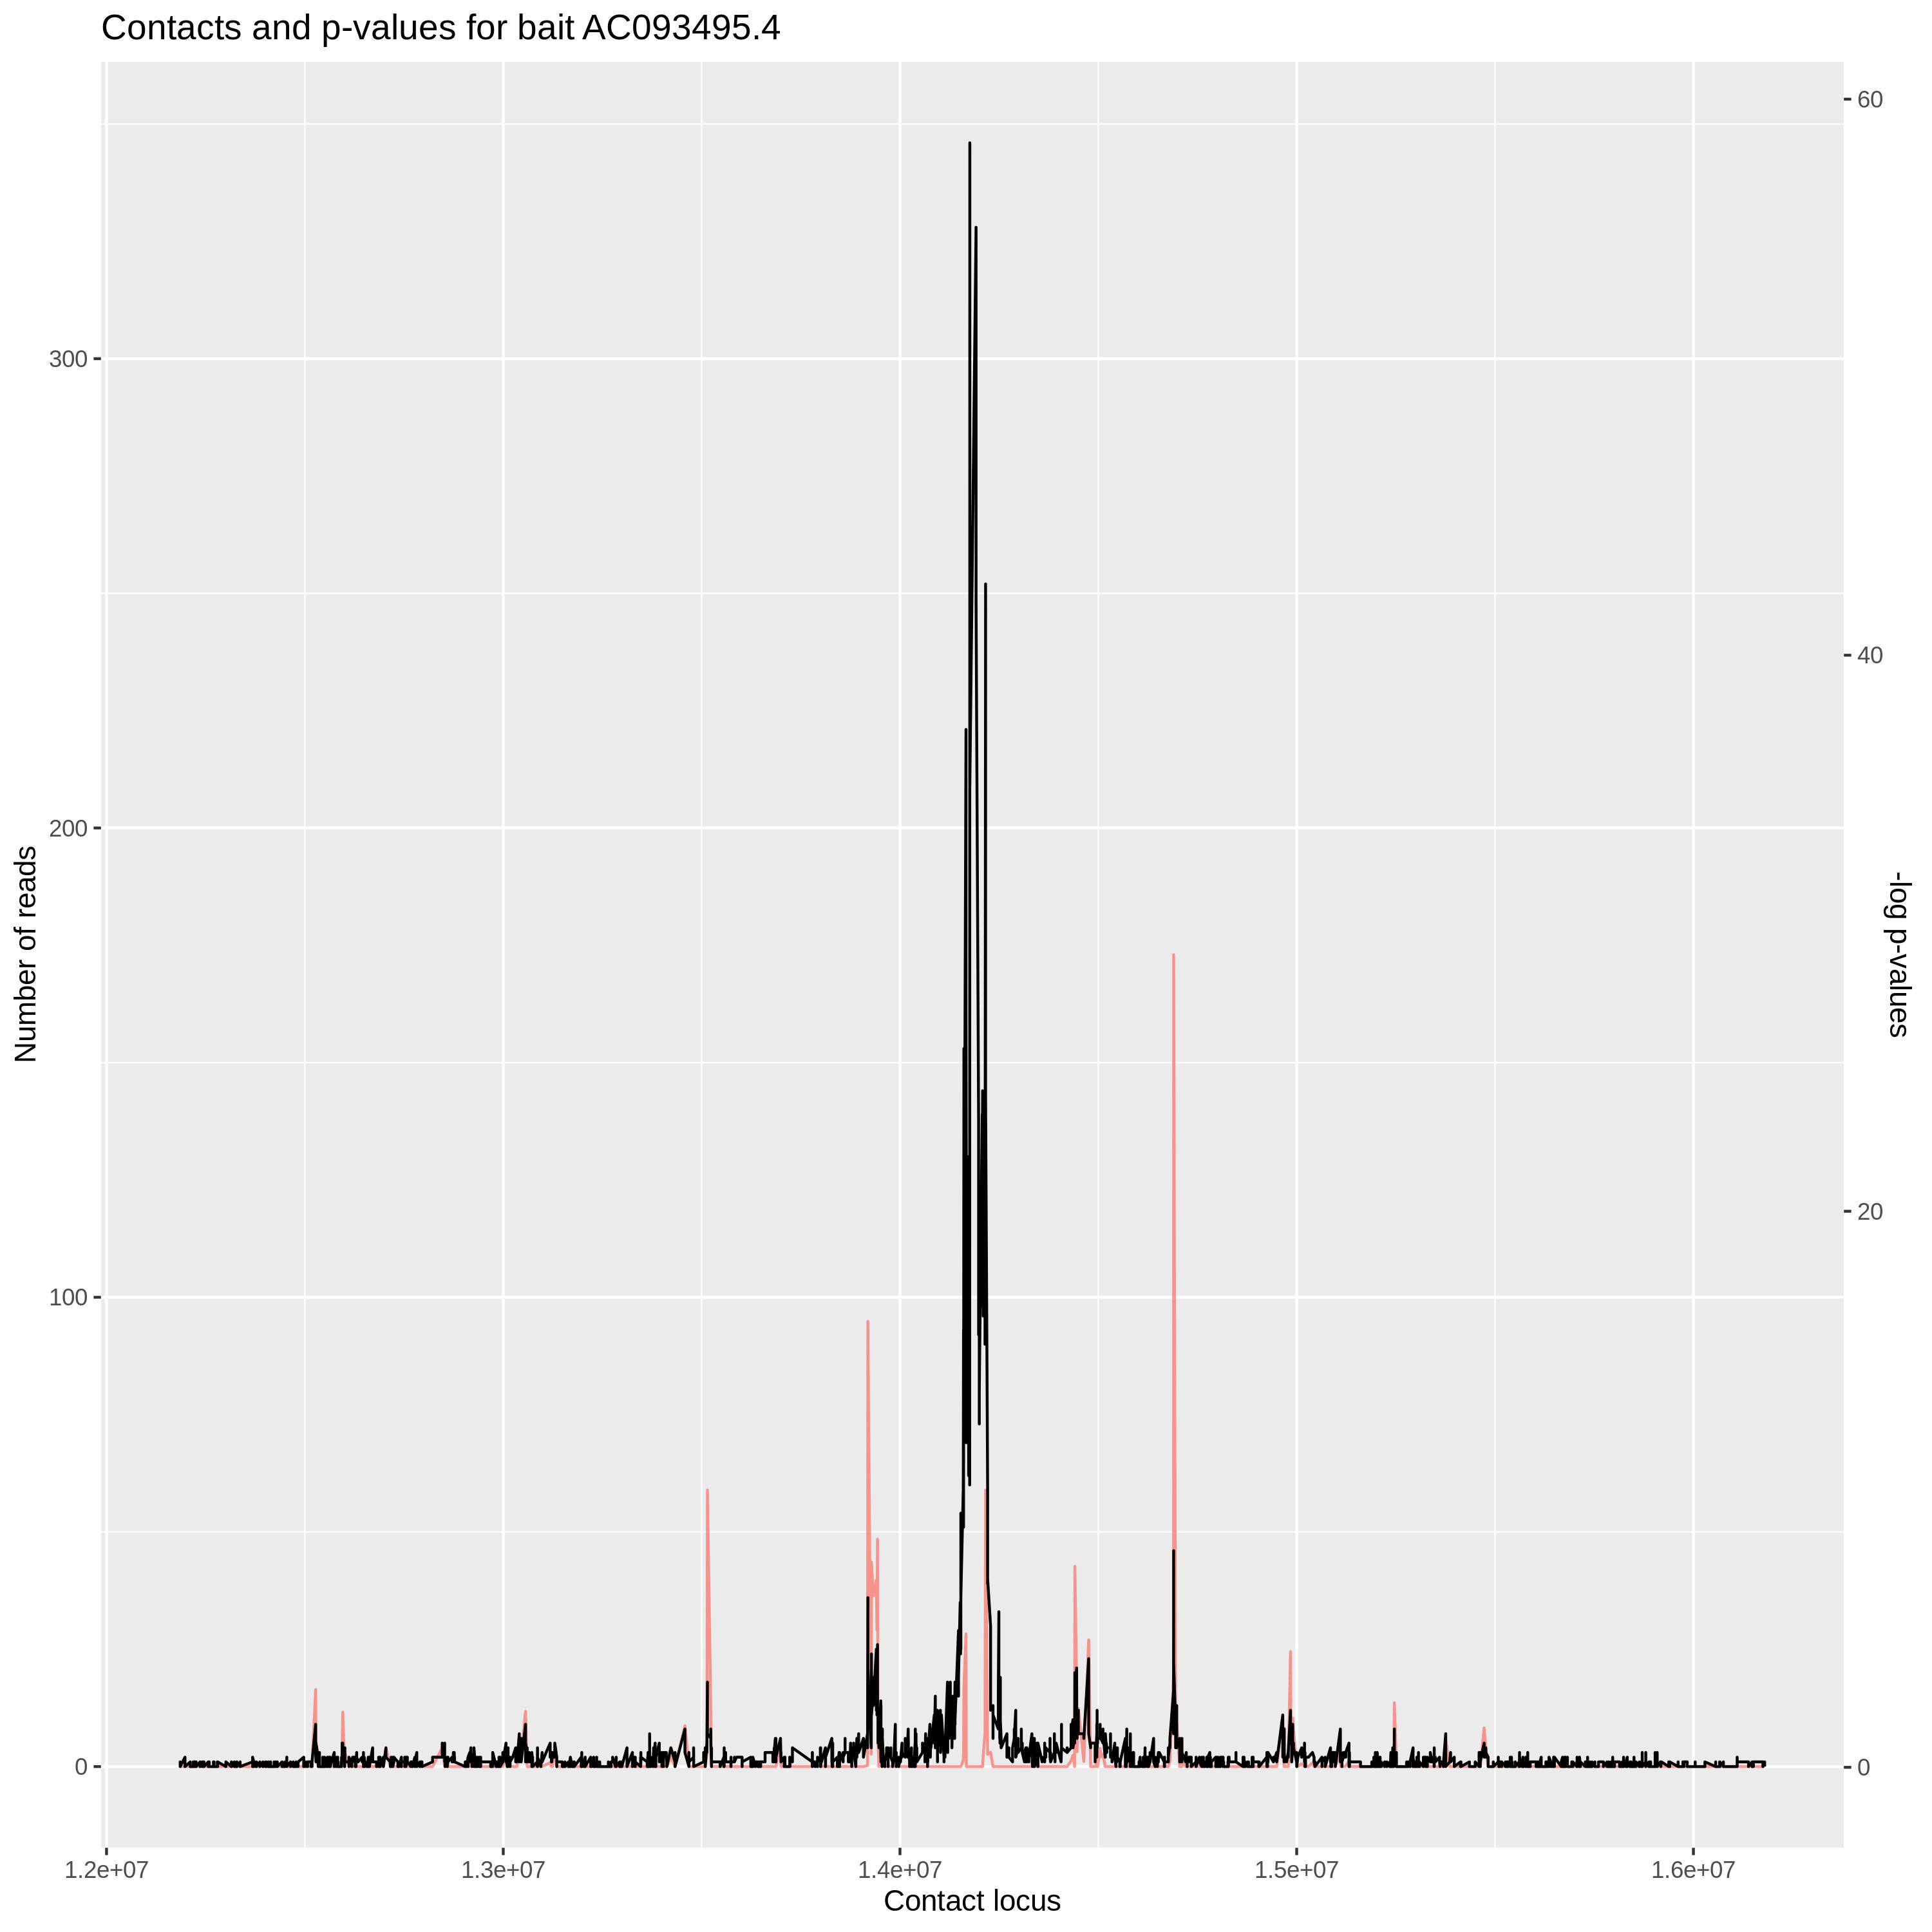 Contacts and p-values for bait AC093495.4
60
300
40
200
20
100
0
0
Number of reads
-log p-values
1.2e+07 1.3e+07 1.4e+07 1.5e+07 1.6e+07
Contact locus